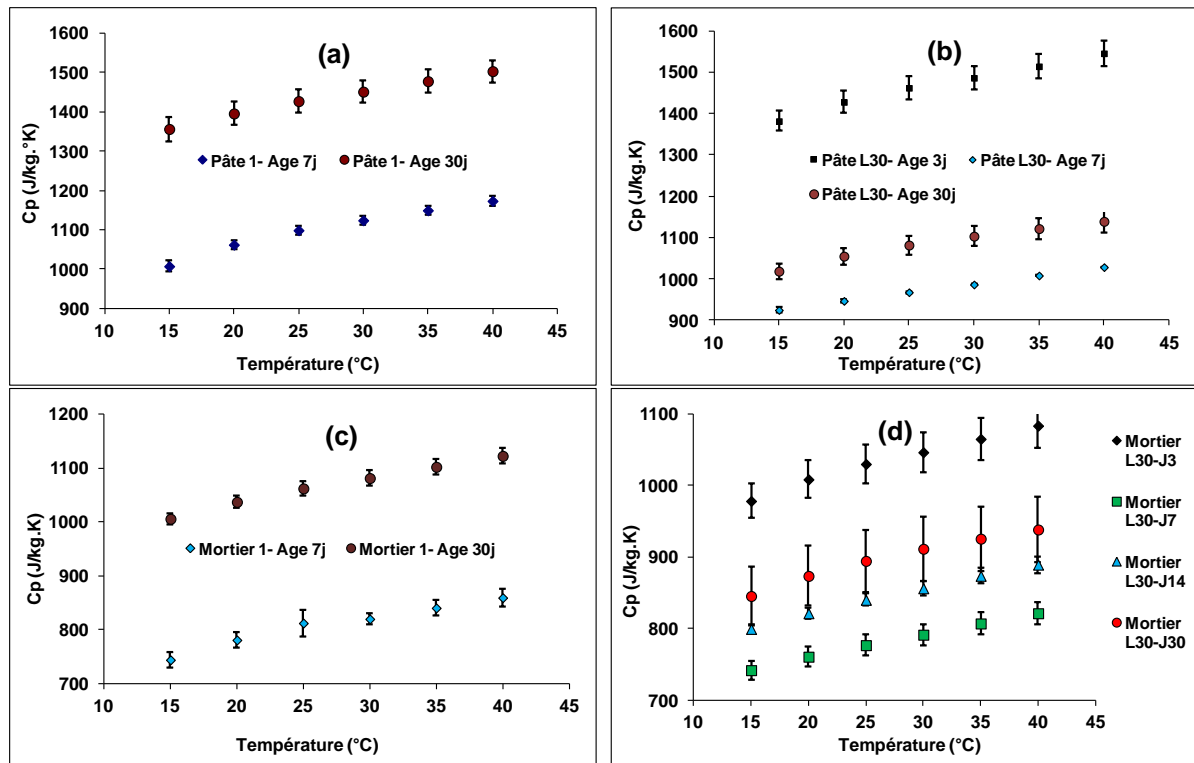 (a)
1600
1500
1400
1300
1200
1100
1000
900
Cp (J/kg.°K)
Pâte 1- Age 7j
Pâte 1- Age 30j
10 15 20 25 30 35 40 45
Température (°C)
(b)
1600
1500
1400
1300
1200
1100
1000
900
Cp (J/kg.K)
Pâte L30- Age 3j
Pâte L30- Age 7j
Pâte L30- Age 30j
10 15 20 25 30 35 40 45
Température (°C)
(c)
1200
1100
1000
900
800
700
Cp (J/kg.K)
Mortier 1- Age 7j
Mortier 1- Age 30j
10 15 20 25 30 35 40 45
Température (°C)
(d)
1100
1000
900
800
700
Cp (J/kg.K)
10 15 20 25 30 35 40 45
Température (°C)
Mortier
L30-J3
Mortier
L30-J7
Mortier
L30-J14
Mortier
L30-J30